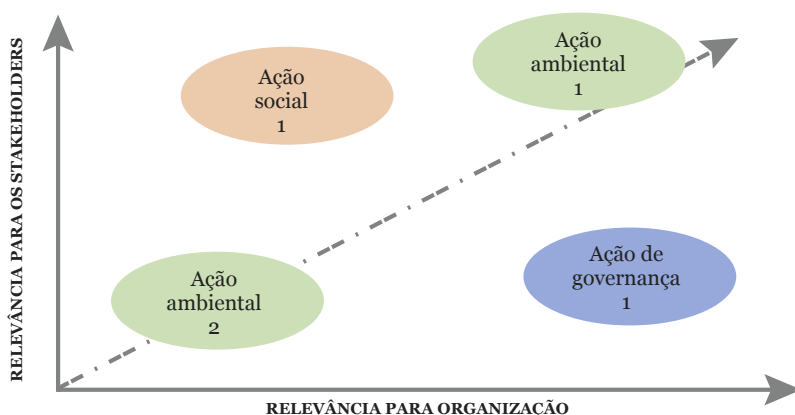 RELEVÂNCIA PARA OS STAKEHOLDERS
Ação
social
1
Ação
ambiental
1
Ação
ambiental
2
Ação de
governança
1
RELEVÂNCIA PARA ORGANIZAÇÃO